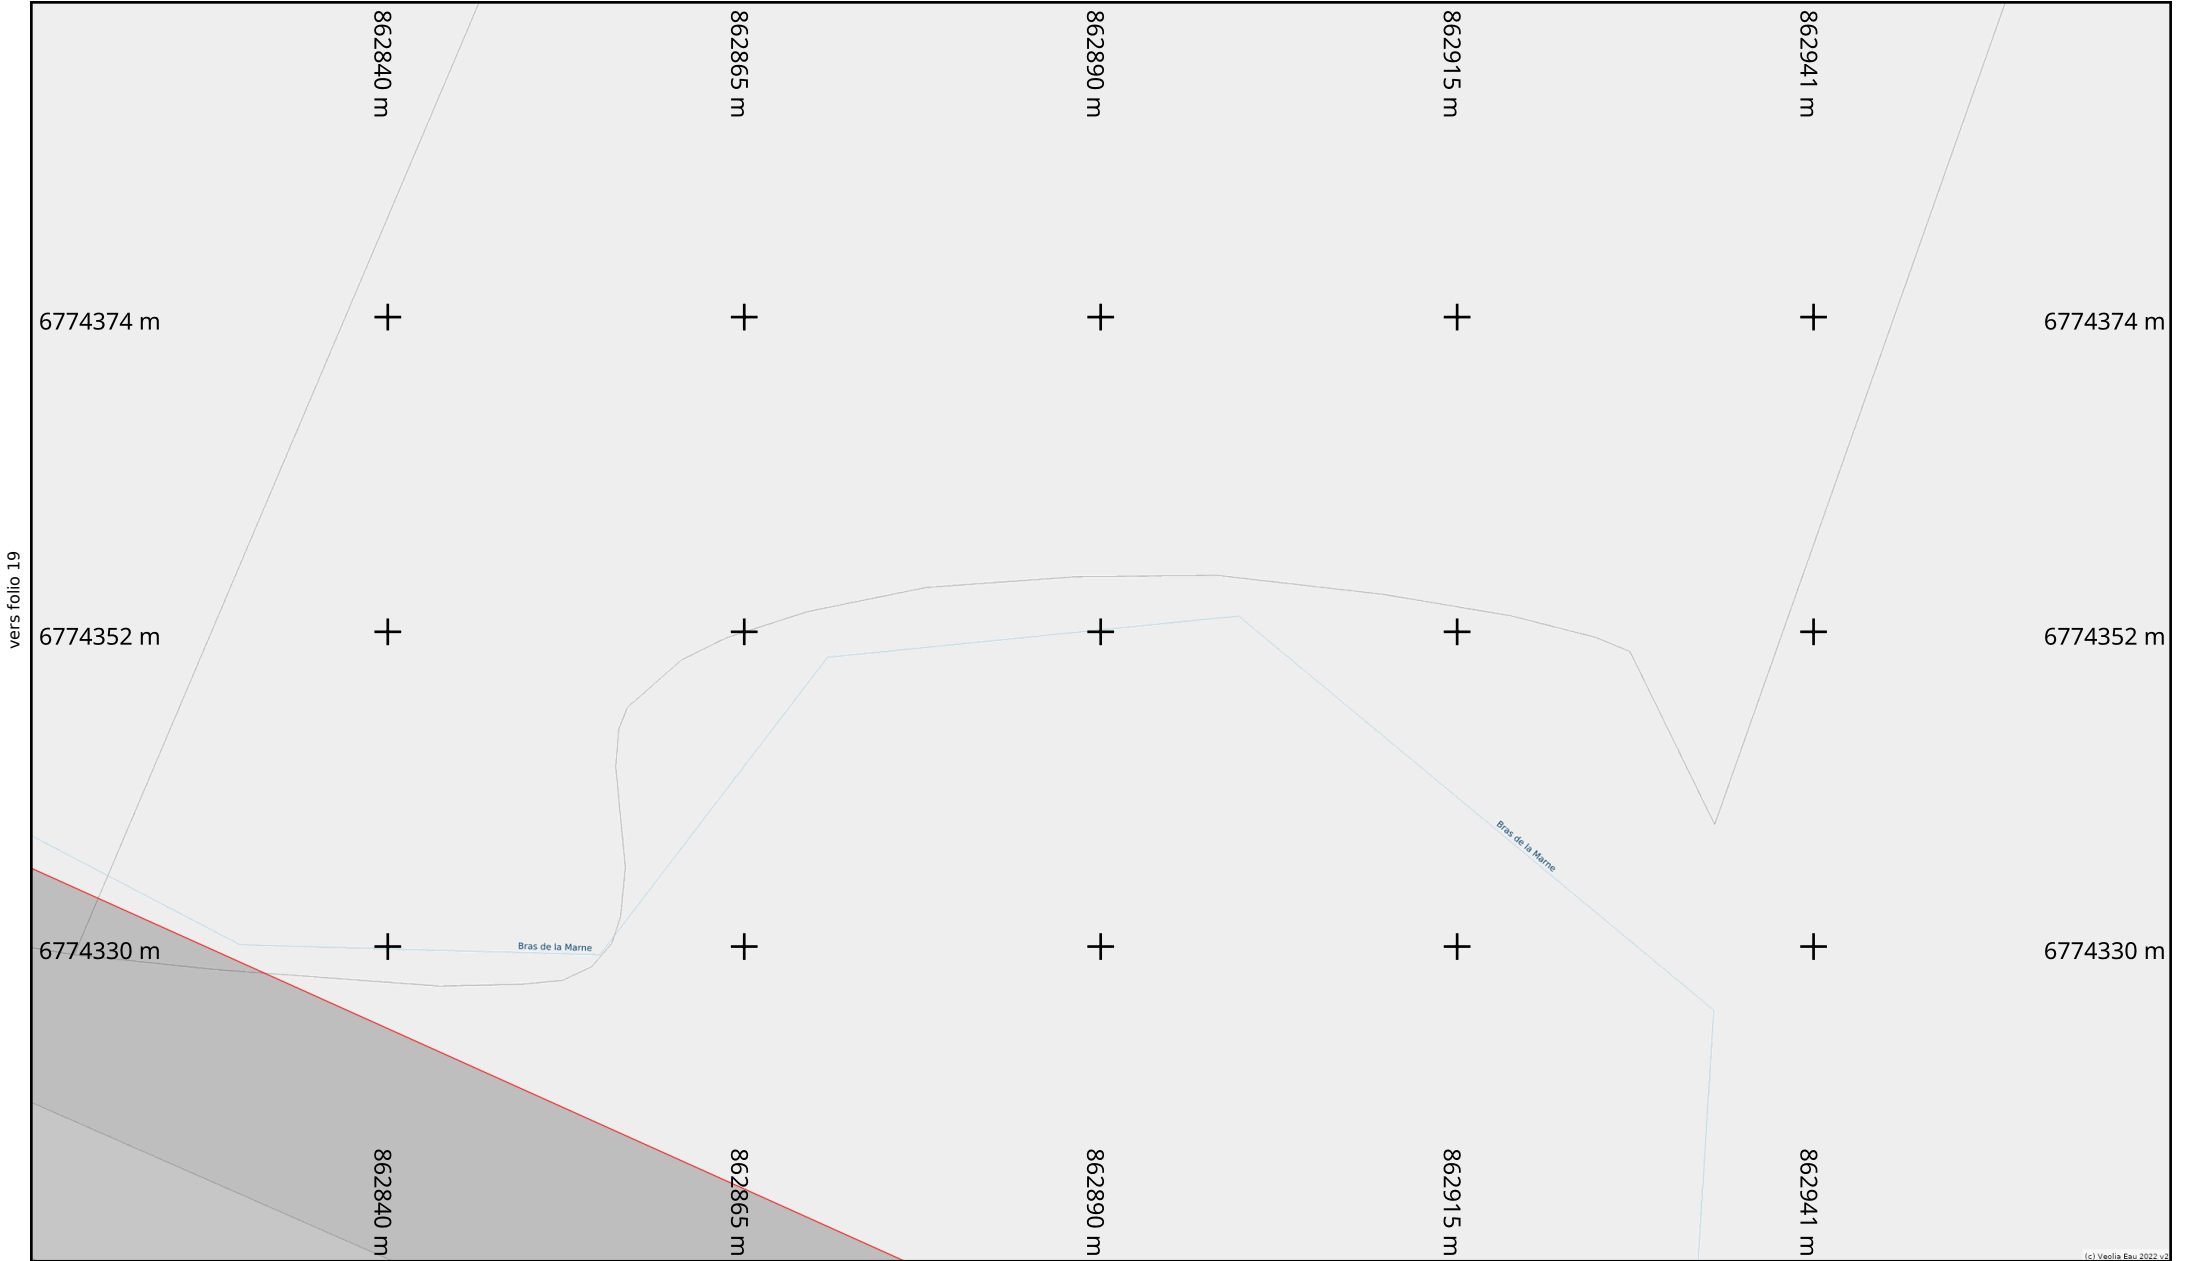 862840 m
862865 m
862890 m
862915 m
862941 m
6774374 m
6774374 m
vers folio 19
6774352 m
6774352 m
Bras de la Marne
Bras de la Marne
6774330 m
6774330 m
862840 m
862865 m
862890 m
862915 m
862941 m
(c) Veolia Eau 2022 v2